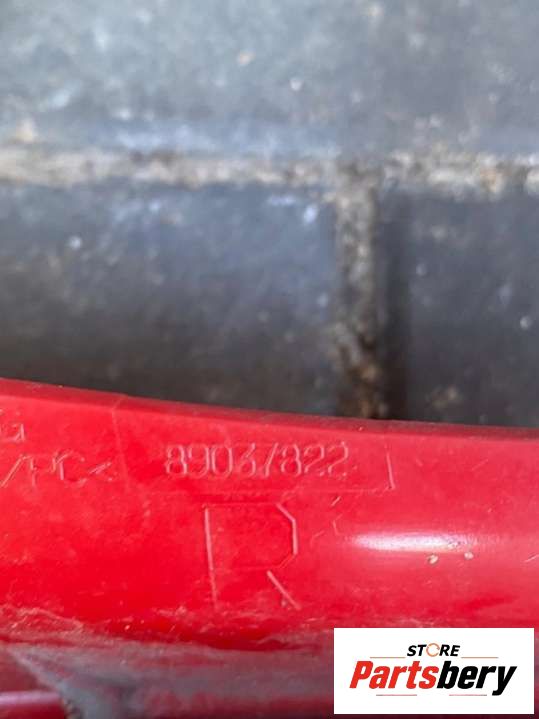 G
/PC<
89037822
R
STORE
Partsbery